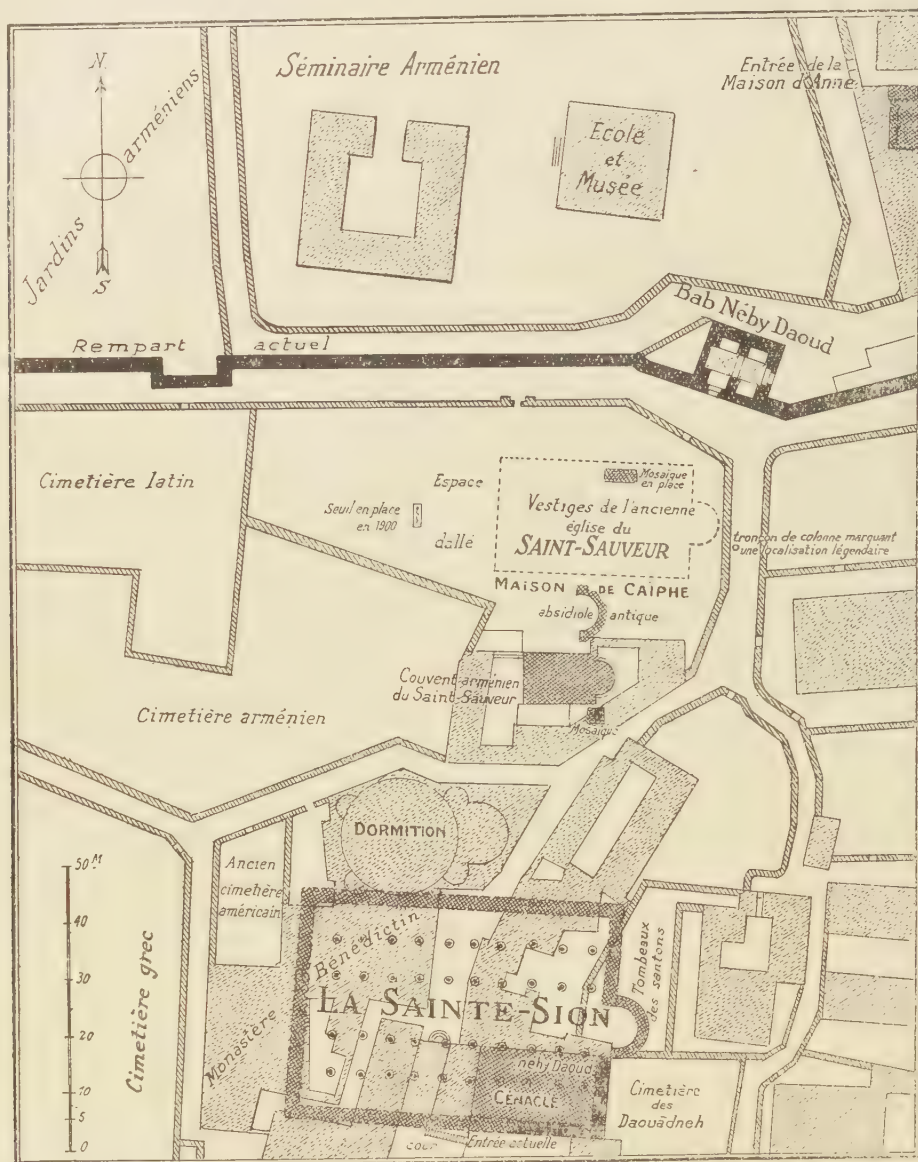 N
S
Jardins arméniens
Séminaire Arménien
Ecole
et
Musée
Entrée de la
Maison d'Anne
Bab Néby Daoud
Rempart actuel
Cimetière latin
Seuil en place
en 1900
Espace
dallé
Mosaïque
en place
Vestiges de l'ancienne
église du
SAINT-SAUVEUR
tronçon de colonne marquant
une localisation légendaire
MAISON DE CAÏPHE
absidiole antique
Couvent arménien
du Saint-Sauveur
Mosaïque
Cimetière arménien
DORMITION
Ancien
cimetière
américain
50 M
40
30
20
10
5
0
Cimetière grec
Monastère Bénédictin
LA SAINTE-SION
Tombeaux
des santons
néby Daoud
CÉNACLE
Cimetière
des
Daouâdneh
Entrée actuelle